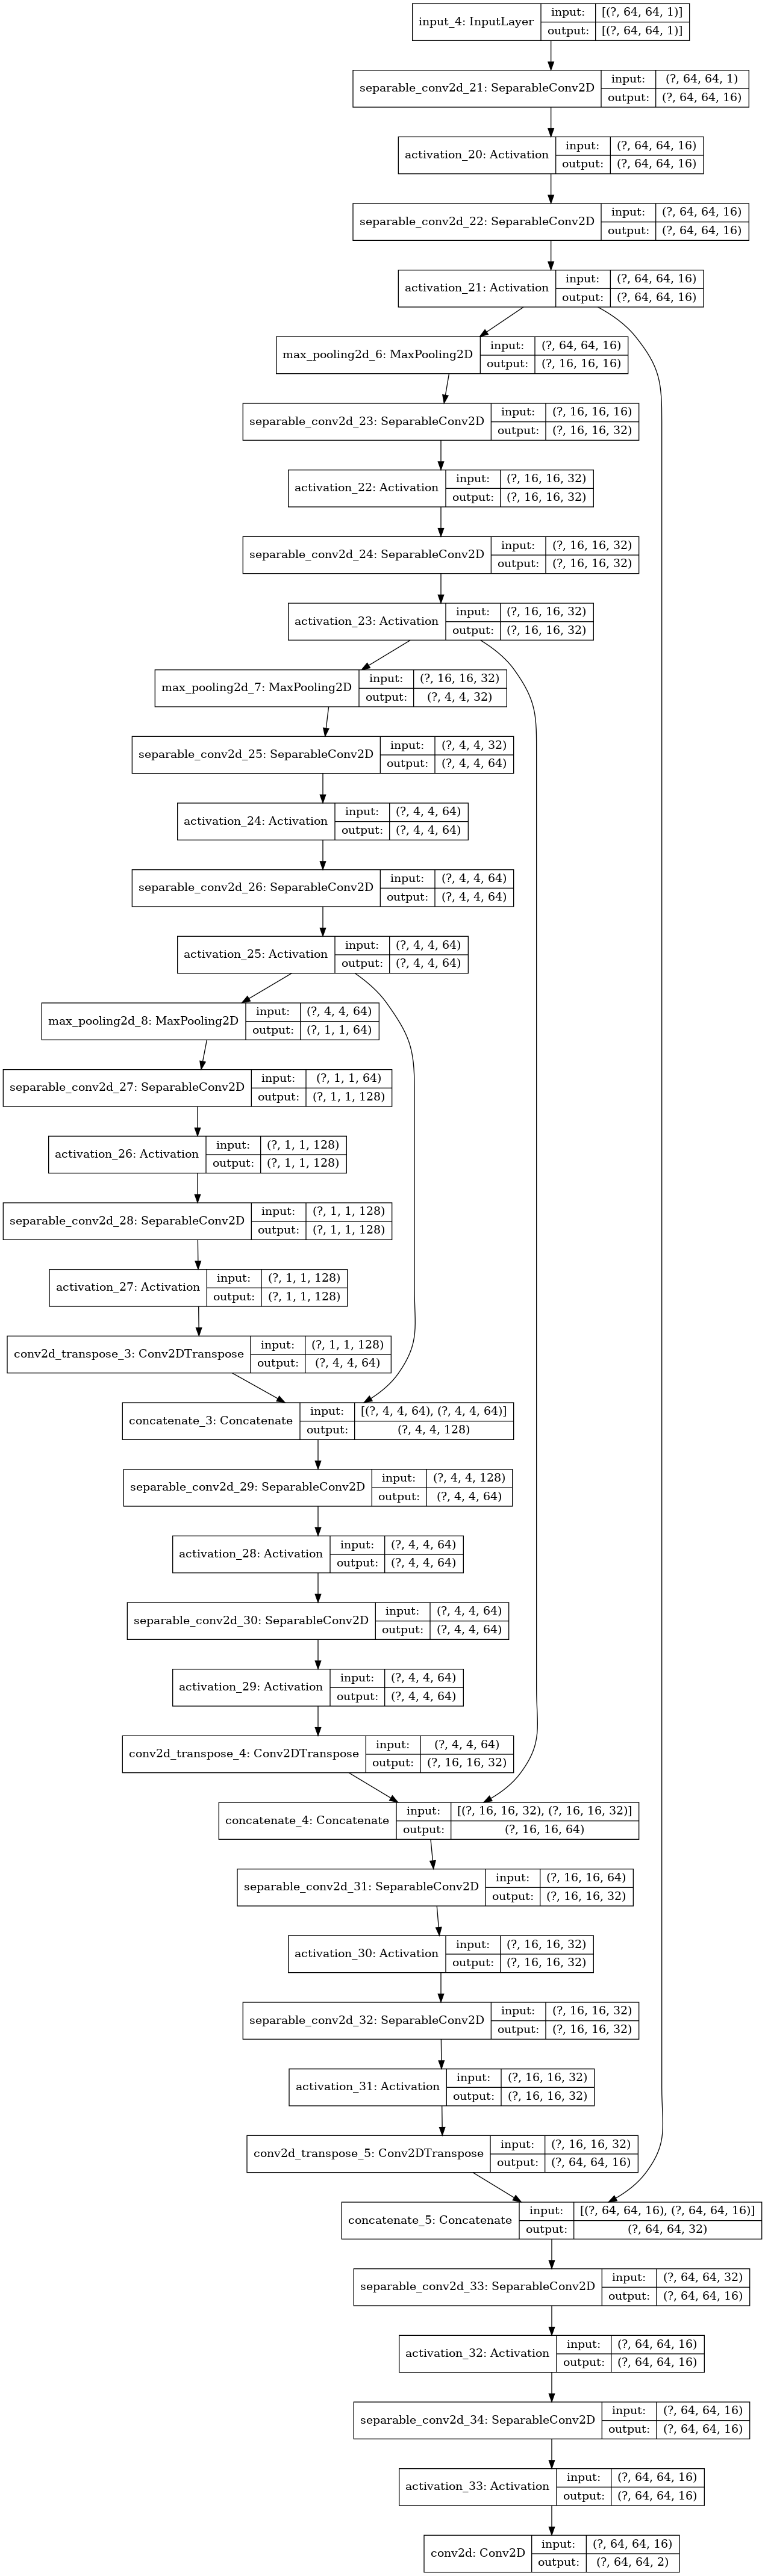 input_4: InputLayer input: [(?, 64, 64, 1)]
output: [(?, 64, 64, 1)]
separable_conv2d_21: SeparableConv2D input: (?, 64, 64, 1)
output: (?, 64, 64, 16)
activation_20: Activation input: (?, 64, 64, 16)
output: (?, 64, 64, 16)
separable_conv2d_22: SeparableConv2D input: (?, 64, 64, 16)
output: (?, 64, 64, 16)
activation_21: Activation input: (?, 64, 64, 16)
output: (?, 64, 64, 16)
max_pooling2d_6: MaxPooling2D input: (?, 64, 64, 16)
output: (?, 16, 16, 16)
separable_conv2d_23: SeparableConv2D input: (?, 16, 16, 16)
output: (?, 16, 16, 32)
activation_22: Activation input: (?, 16, 16, 32)
output: (?, 16, 16, 32)
separable_conv2d_24: SeparableConv2D input: (?, 16, 16, 32)
output: (?, 16, 16, 32)
activation_23: Activation input: (?, 16, 16, 32)
output: (?, 16, 16, 32)
max_pooling2d_7: MaxPooling2D input: (?, 16, 16, 32)
output: (?, 4, 4, 32)
separable_conv2d_25: SeparableConv2D input: (?, 4, 4, 32)
output: (?, 4, 4, 64)
activation_24: Activation input: (?, 4, 4, 64)
output: (?, 4, 4, 64)
separable_conv2d_26: SeparableConv2D input: (?, 4, 4, 64)
output: (?, 4, 4, 64)
activation_25: Activation input: (?, 4, 4, 64)
output: (?, 4, 4, 64)
max_pooling2d_8: MaxPooling2D input: (?, 4, 4, 64)
output: (?, 1, 1, 64)
separable_conv2d_27: SeparableConv2D input: (?, 1, 1, 64)
output: (?, 1, 1, 128)
activation_26: Activation input: (?, 1, 1, 128)
output: (?, 1, 1, 128)
separable_conv2d_28: SeparableConv2D input: (?, 1, 1, 128)
output: (?, 1, 1, 128)
activation_27: Activation input: (?, 1, 1, 128)
output: (?, 1, 1, 128)
conv2d_transpose_3: Conv2DTranspose input: (?, 1, 1, 128)
output: (?, 4, 4, 64)
concatenate_3: Concatenate input: [(?, 4, 4, 64), (?, 4, 4, 64)]
output: (?, 4, 4, 128)
separable_conv2d_29: SeparableConv2D input: (?, 4, 4, 128)
output: (?, 4, 4, 64)
activation_28: Activation input: (?, 4, 4, 64)
output: (?, 4, 4, 64)
separable_conv2d_30: SeparableConv2D input: (?, 4, 4, 64)
output: (?, 4, 4, 64)
activation_29: Activation input: (?, 4, 4, 64)
output: (?, 4, 4, 64)
conv2d_transpose_4: Conv2DTranspose input: (?, 4, 4, 64)
output: (?, 16, 16, 32)
concatenate_4: Concatenate input: [(?, 16, 16, 32), (?, 16, 16, 32)]
output: (?, 16, 16, 64)
separable_conv2d_31: SeparableConv2D input: (?, 16, 16, 64)
output: (?, 16, 16, 32)
activation_30: Activation input: (?, 16, 16, 32)
output: (?, 16, 16, 32)
separable_conv2d_32: SeparableConv2D input: (?, 16, 16, 32)
output: (?, 16, 16, 32)
activation_31: Activation input: (?, 16, 16, 32)
output: (?, 16, 16, 32)
conv2d_transpose_5: Conv2DTranspose input: (?, 16, 16, 32)
output: (?, 64, 64, 16)
concatenate_5: Concatenate input: [(?, 64, 64, 16), (?, 64, 64, 16)]
output: (?, 64, 64, 32)
separable_conv2d_33: SeparableConv2D input: (?, 64, 64, 32)
output: (?, 64, 64, 16)
activation_32: Activation input: (?, 64, 64, 16)
output: (?, 64, 64, 16)
separable_conv2d_34: SeparableConv2D input: (?, 64, 64, 16)
output: (?, 64, 64, 16)
activation_33: Activation input: (?, 64, 64, 16)
output: (?, 64, 64, 16)
conv2d: Conv2D input: (?, 64, 64, 16)
output: (?, 64, 64, 2)